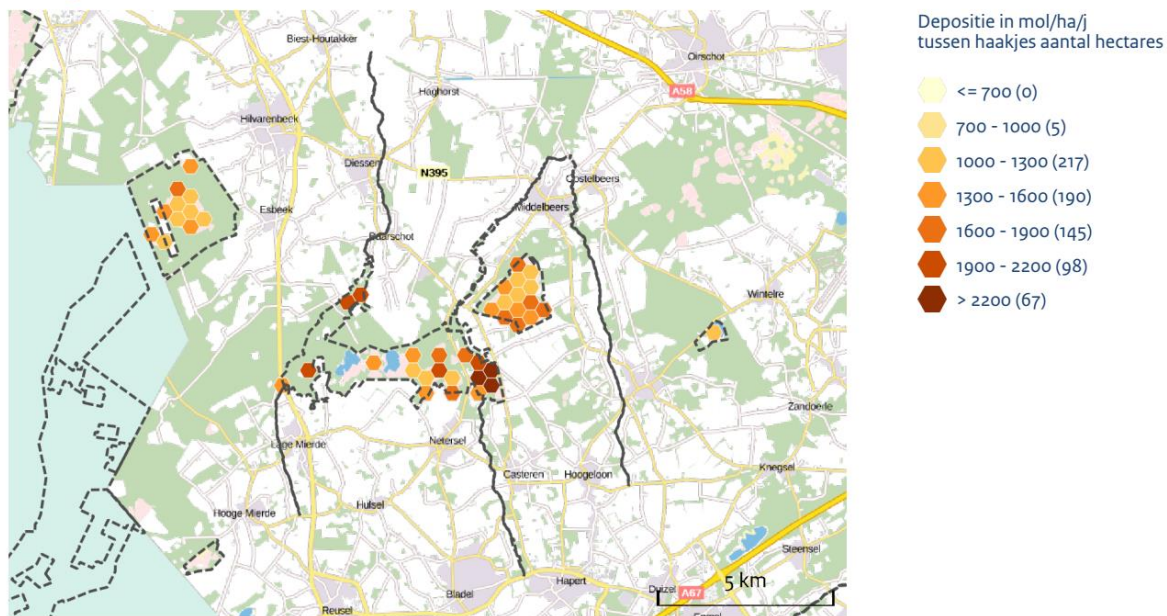 Depositie in mol/ha/j
tussen haakjes aantal hectares
<= 700 (0)
700 - 1000 (5)
1000 - 1300 (217)
1300 - 1600 (190)
1600 - 1900 (145)
1900 - 2200 (98)
> 2200 (67)
Biest-Houtakker
Oirschot
Haghorst
A58
Hilvarenbeek
Diessen
N395
Oostelbeers
Middelbeers
Esbeek
Baarschot
Wintelre
Zandoerle
Lage Mierde
Netersel
Casteren
Hoogeloon
Knegsel
Hulsel
Hooge Mierde
Steensel
Hapert
5 km
Duizel
A67
Bladel
Reusel